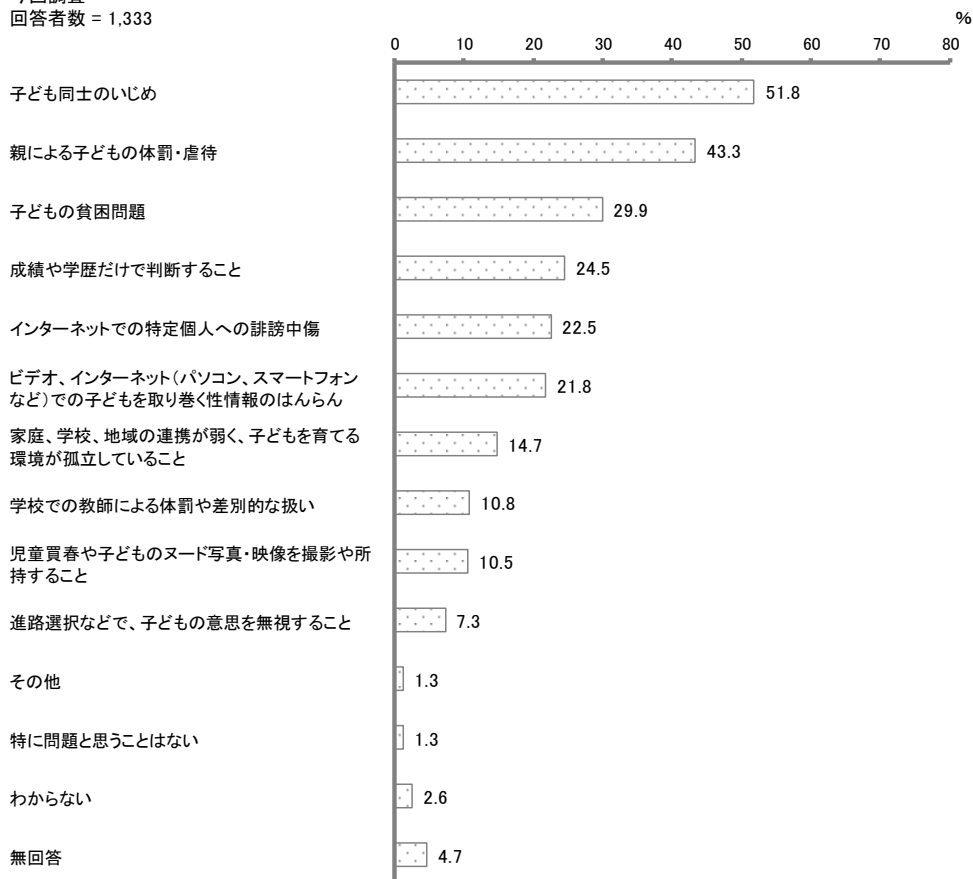 回答者数 = 1,333
%
0 10 20 30 40 50 60 70 80
子ども同士のいじめ 51.8
親による子どもの体罰・虐待 43.3
子どもの貧困問題 29.9
成績や学歴だけで判断すること 24.5
インターネットでの特定個人への誹謗中傷 22.5
ビデオ、インターネット(パソコン、スマートフォン
など)での子どもを取り巻く性情報のはんらん 21.8
家庭、学校、地域の連携が弱く、子どもを育てる
環境が孤立していること 14.7
学校での教師による体罰や差別的な扱い 10.8
児童買春や子どものヌード写真・映像を撮影や所
持すること 10.5
進路選択などで、子どもの意思を無視すること 7.3
その他 1.3
特に問題と思うことはない 1.3
わからない 2.6
無回答 4.7